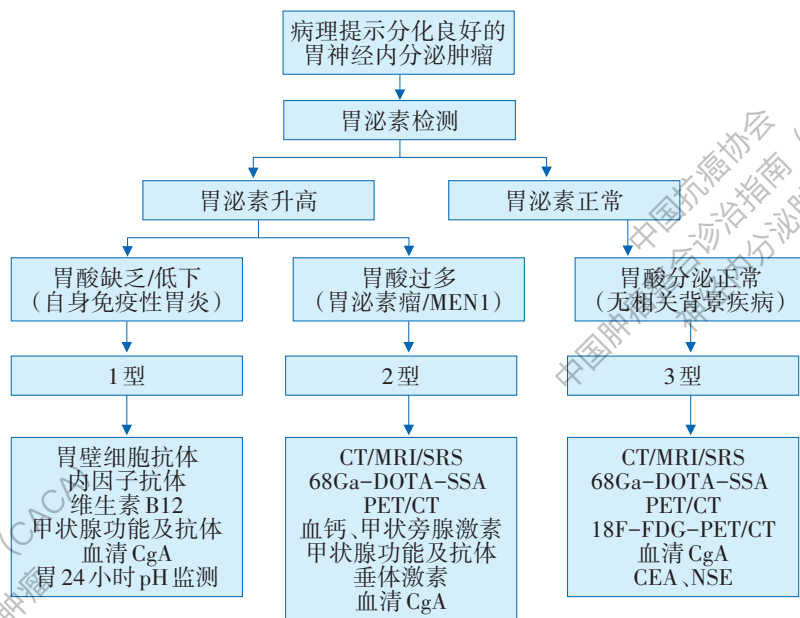 病理提示分化良好的
胃神经内分泌肿瘤
胃泌素检测
胃泌素升高
胃泌素正常
胃酸缺乏/低下
（自身免疫性胃炎）
胃酸过多
（胃泌素瘤/MEN1）
胃酸分泌正常
（无相关背景疾病）
1型
2型
3型
胃壁细胞抗体
内因子抗体
维生素B12
甲状腺功能及抗体
血清CgA
胃24小时pH监测
CT/MRI/SRS
68Ga-DOTA-SSA
PET/CT
血钙、甲状旁腺激素
甲状腺功能及抗体
垂体激素
血清CgA
CT/MRI/SRS
68Ga-DOTA-SSA
PET/CT
18F-FDG-PET/CT
血清CgA
CEA、NSE
中国抗癌协会
中国肿瘤整合诊治指南（
神经内分泌肿
（CACA）
肿瘤